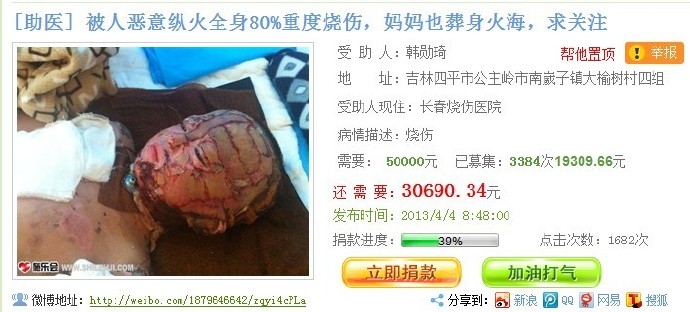 [助医] 被人恶意纵火全身80%重度烧伤，妈妈也葬身火海，求关注
受 助 人：韩勋琦 帮他置顶 ! 举报
地 址：吉林四平市公主岭市南崴子镇大榆树村四组
受助人现住：长春烧伤医院
病情描述：烧伤
需要： 50000元 已募集：3384次19309.66元
还 需 要：30690.34元
发布时间：2013/4/4 8:48:00
捐款进度： 39% 点击次数：1682次
立即捐款 加油打气
施乐会
WWW.SHILEHUI.COM
微博地址：http://weibo.com/1879646642/zqyi4cPLa 分享到： 新浪 QQ 网易 搜狐